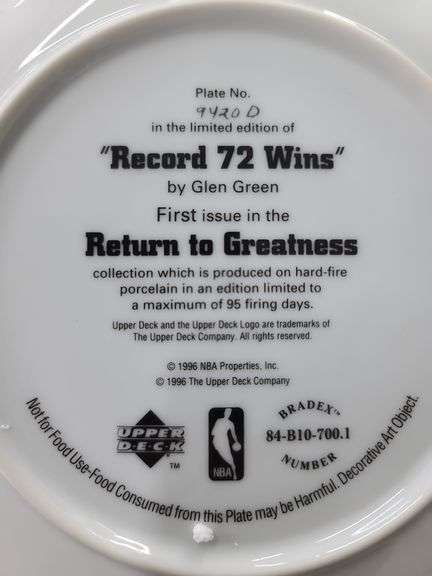 Plate No.
9420 D
in the limited edition of
"Record 72 Wins"
by Glen Green
First issue in the
Return to Greatness
collection which is produced on hard-fire
porcelain in an edition limited to
a maximum of 95 firing days.
Upper Deck and the Upper Deck Logo are trademarks of
The Upper Deck Company. All rights reserved.
© 1996 NBA Properties, Inc.
© 1996 The Upper Deck Company
UPPER
DECK
TM
NBA
BRADEX™
84-B10-700.1
NUMBER
Not for Food Use-Food Consumed from this Plate may be Harmful. Decorative Art Object.